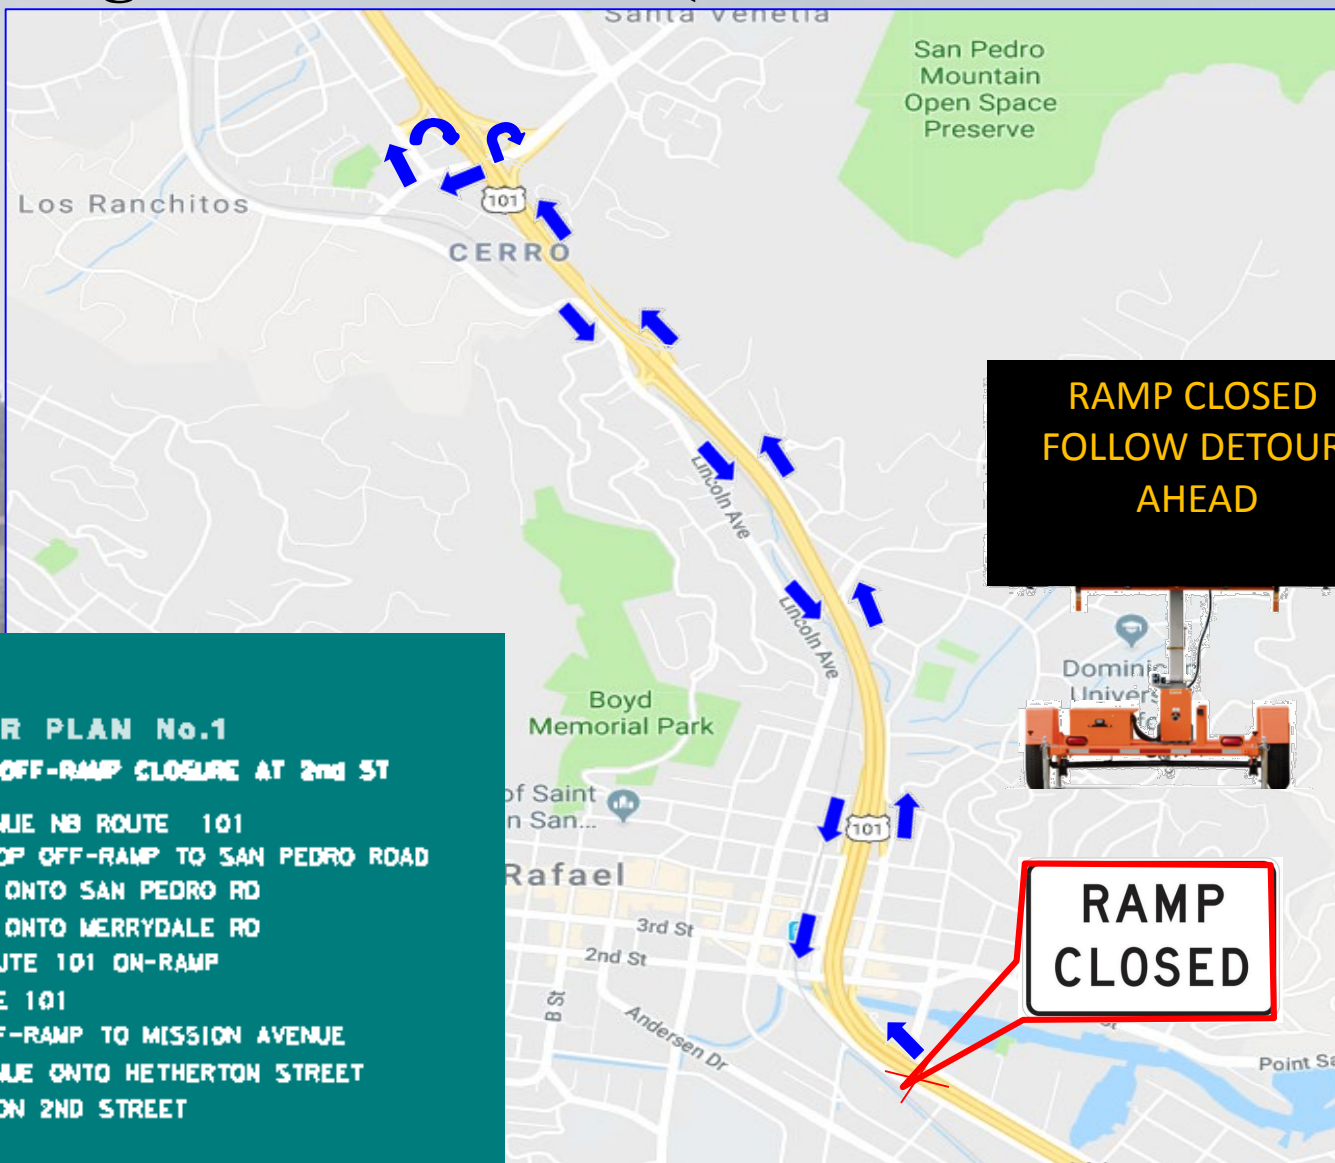 Santa Venetia
San Pedro
Mountain
Open Space
Preserve
Los Ranchitos
101
CERRO
RAMP CLOSED
FOLLOW DETOUR
AHEAD
Lincoln Ave
Lincoln Ave
Boyd
Memorial Park
of Saint
n San...
101
Rafael
3rd St
2nd St
B St
Andersen Dr
RAMP
CLOSED
St
Point Sa
R PLAN No.1
OFF-RAMP CLOSURE AT 2nd ST
NUE NB ROUTE 101
OP OFF-RAMP TO SAN PEDRO ROAD
ONTO SAN PEDRO RD
ONTO MERRYDALE RD
UTE 101 ON-RAMP
E 101
F-RAMP TO MISSION AVENUE
NUE ONTO HETHERTON STREET
ON 2ND STREET